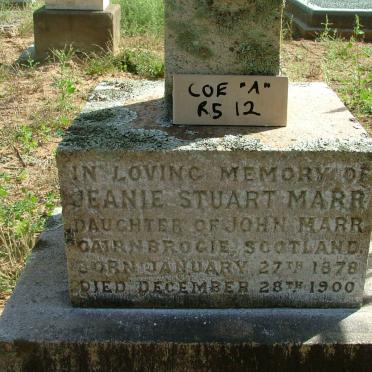 COE "A"
R5 12
IN LOVING MEMORY OF
JEANIE STUART MARR
DAUGHTER OF JOHN MARR
CAIRNBROGIE, SCOTLAND.
BORN JANUARY 27TH 1878
DIED DECEMBER 28TH 1900